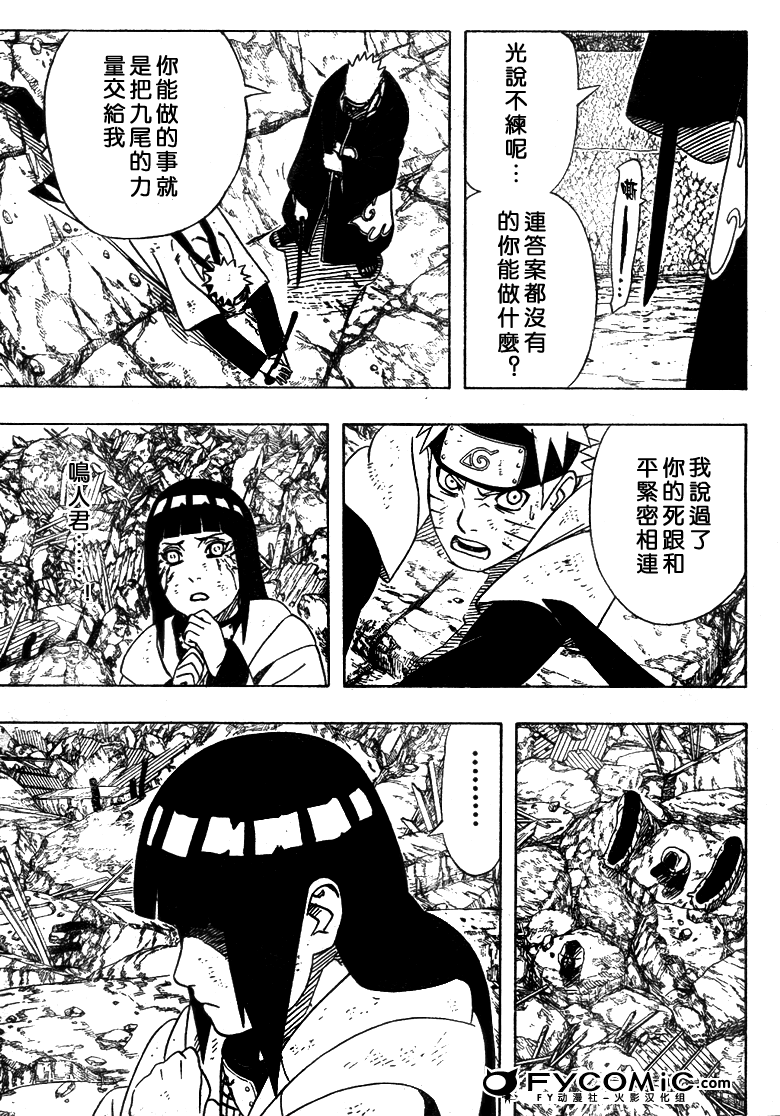 光說不練呢…
連答案都沒有
的你能做什麼？
你能做的事就
是把九尾的力
量交給我
我說過了
你的死跟和
平緊密相連
鳴人君……！
………
FYCOMIC.com
FY动漫社-火影汉化组